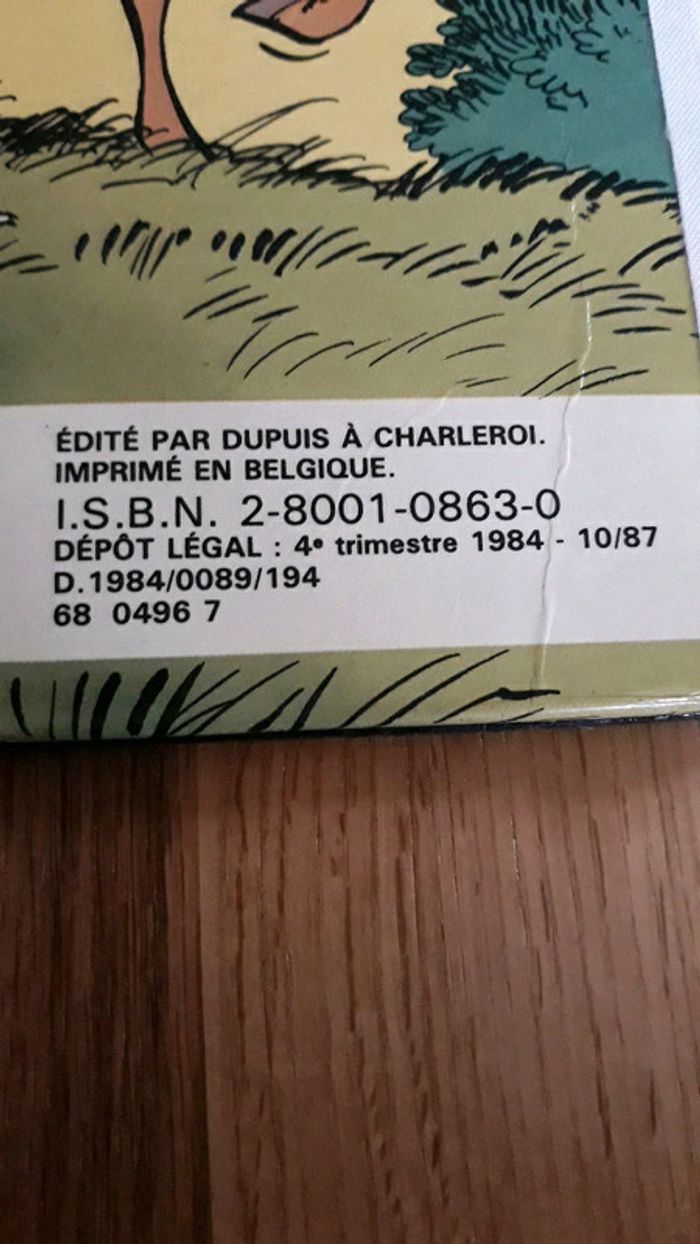 ÉDITÉ PAR DUPUIS À CHARLEROI.
IMPRIMÉ EN BELGIQUE.
I.S.B.N. 2-8001-0863-0
DÉPÔT LÉGAL : 4e trimestre 1984 - 10/87
D.1984/0089/194
68 0496 7